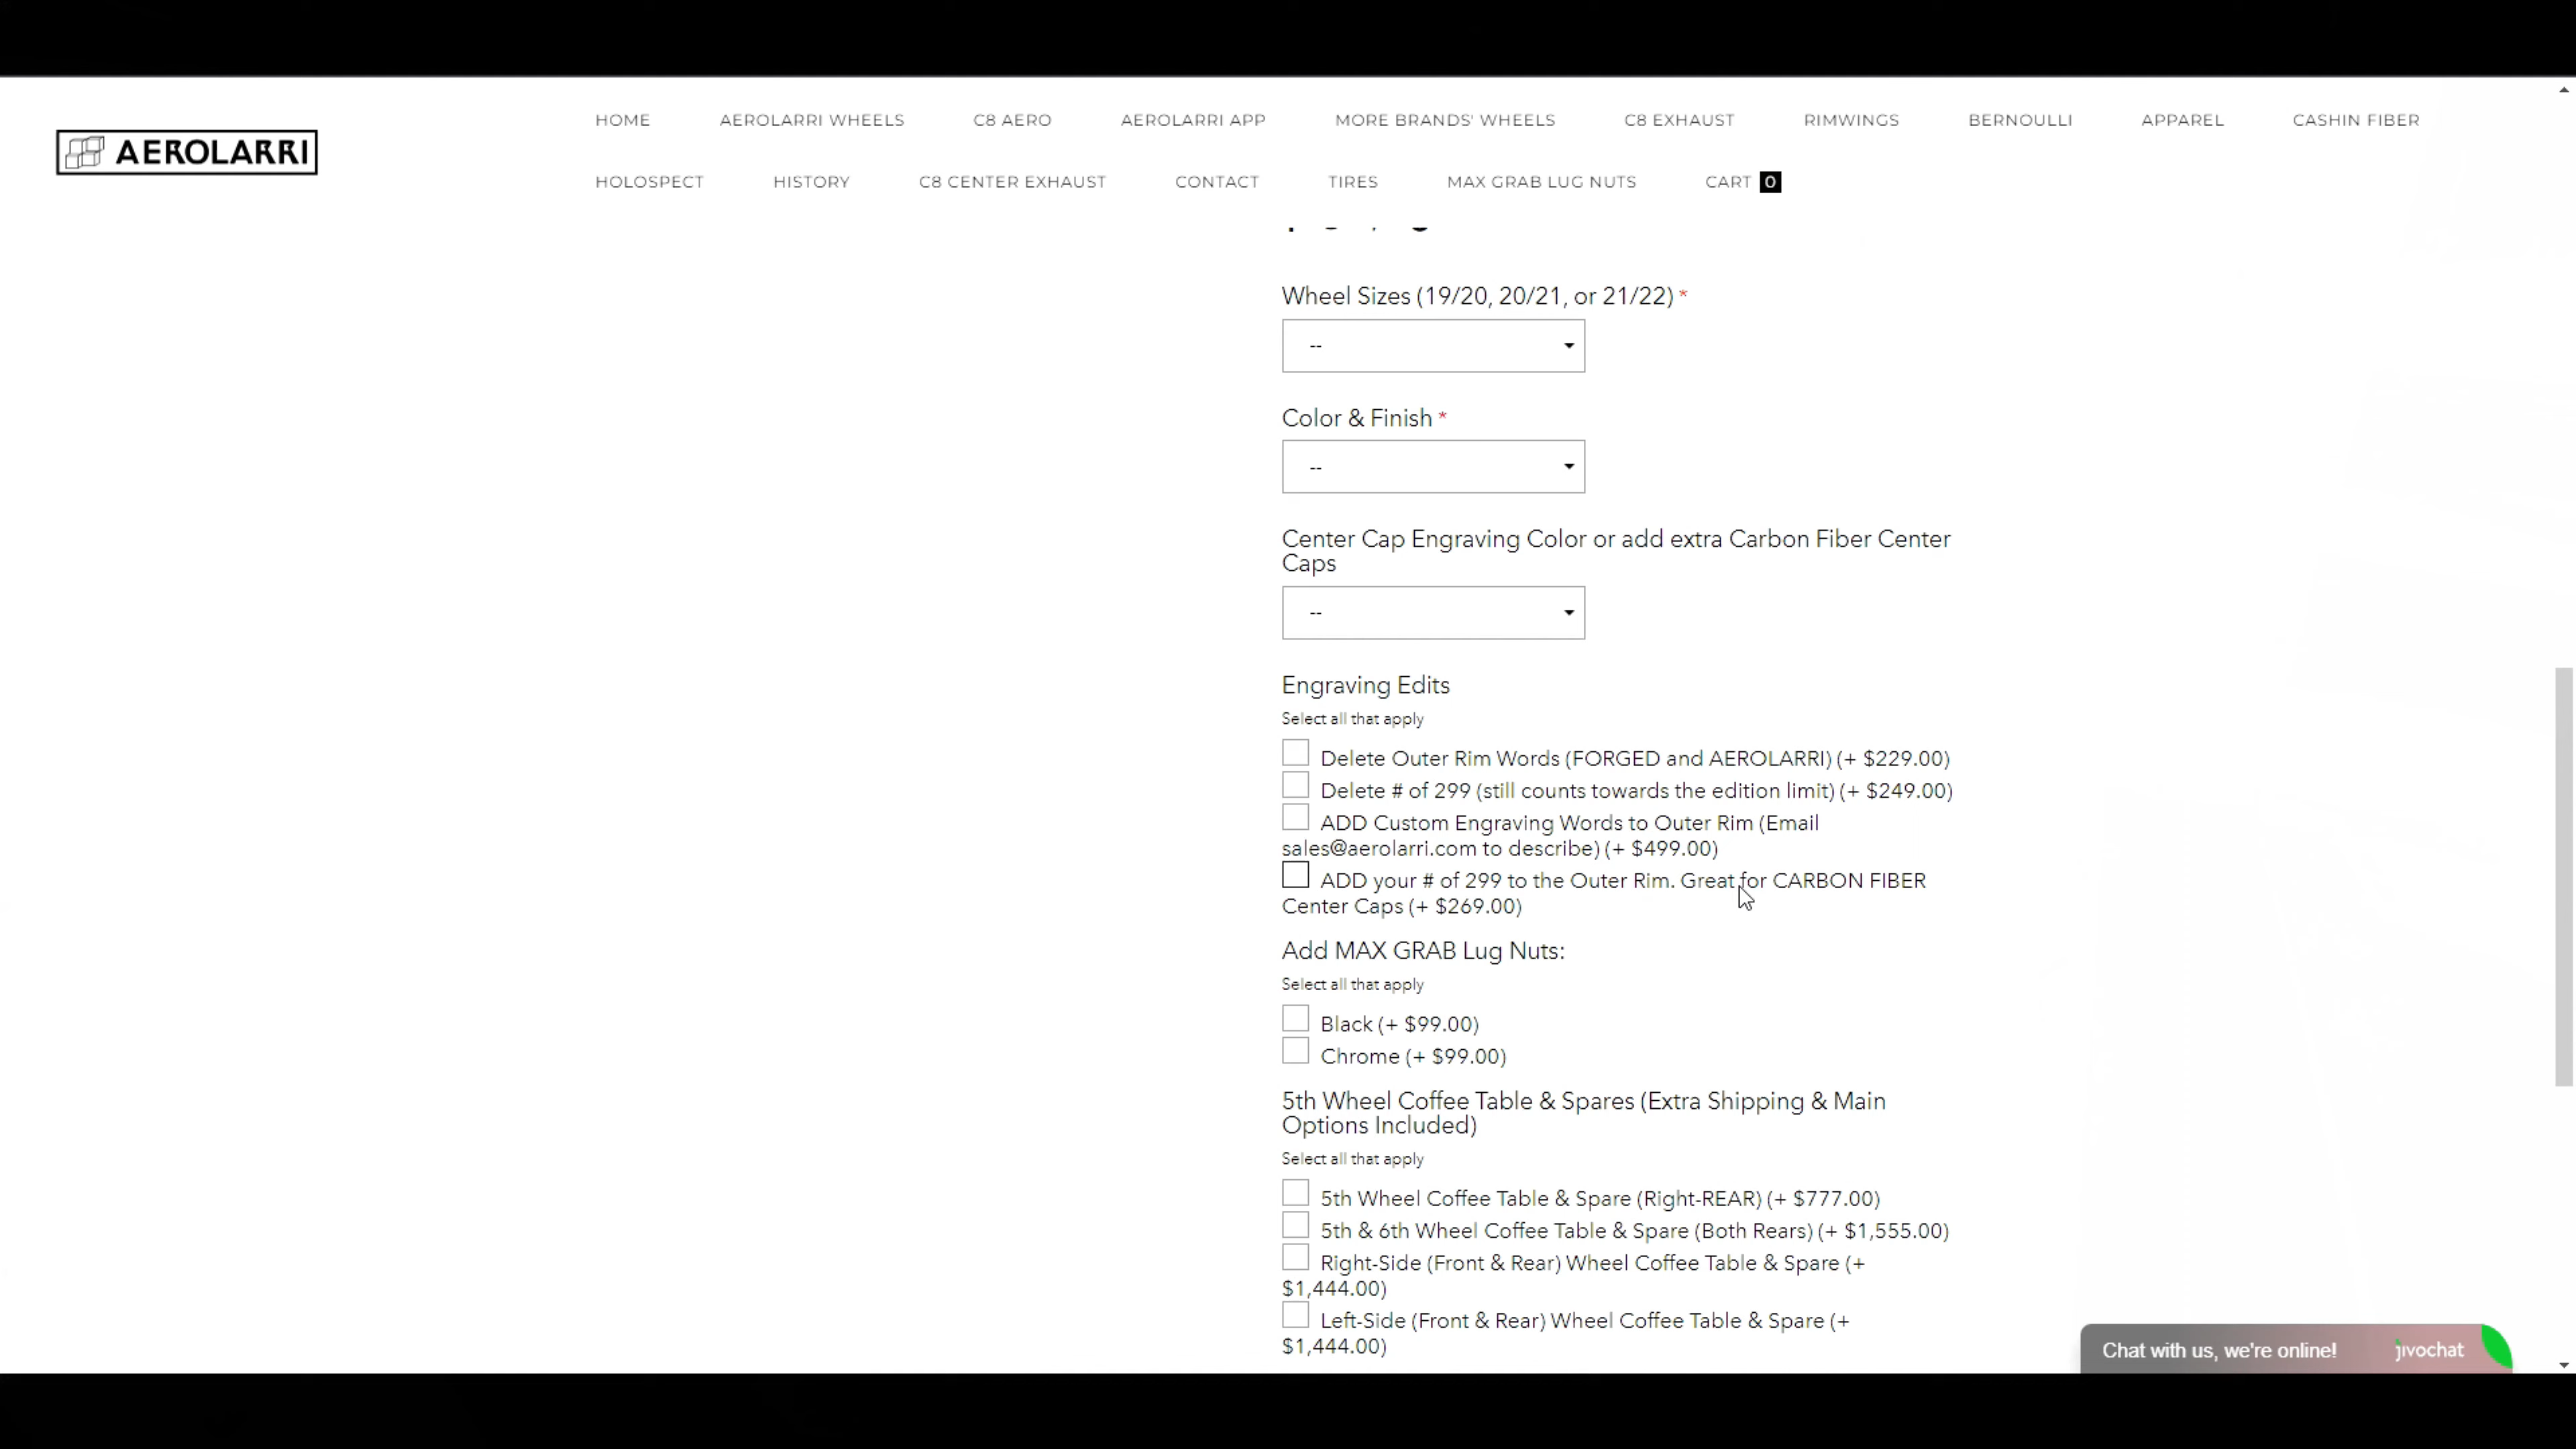 AEROLARRI
HOME AEROLARRI WHEELS C8 AERO AEROLARRI APP MORE BRANDS' WHEELS C8 EXHAUST RIMWINGS BERNOULLI APPAREL CASHIN FIBER
HOLOSPECT HISTORY C8 CENTER EXHAUST CONTACT TIRES MAX GRAB LUG NUTS CART 0
Wheel Sizes (19/20, 20/21, or 21/22) *
--
Color & Finish *
--
Center Cap Engraving Color or add extra Carbon Fiber Center
Caps
--
Engraving Edits
Select all that apply
Delete Outer Rim Words (FORGED and AEROLARRI) (+ $229.00)
Delete # of 299 (still counts towards the edition limit) (+ $249.00)
ADD Custom Engraving Words to Outer Rim (Email
sales@aerolarri.com to describe) (+ $499.00)
ADD your # of 299 to the Outer Rim. Great for CARBON FIBER
Center Caps (+ $269.00)
Add MAX GRAB Lug Nuts:
Select all that apply
Black (+ $99.00)
Chrome (+ $99.00)
5th Wheel Coffee Table & Spares (Extra Shipping & Main
Options Included)
Select all that apply
5th Wheel Coffee Table & Spare (Right-REAR) (+ $777.00)
5th & 6th Wheel Coffee Table & Spare (Both Rears) (+ $1,555.00)
Right-Side (Front & Rear) Wheel Coffee Table & Spare (+
$1,444.00)
Left-Side (Front & Rear) Wheel Coffee Table & Spare (+
$1,444.00)
Chat with us, we're online! jivochat